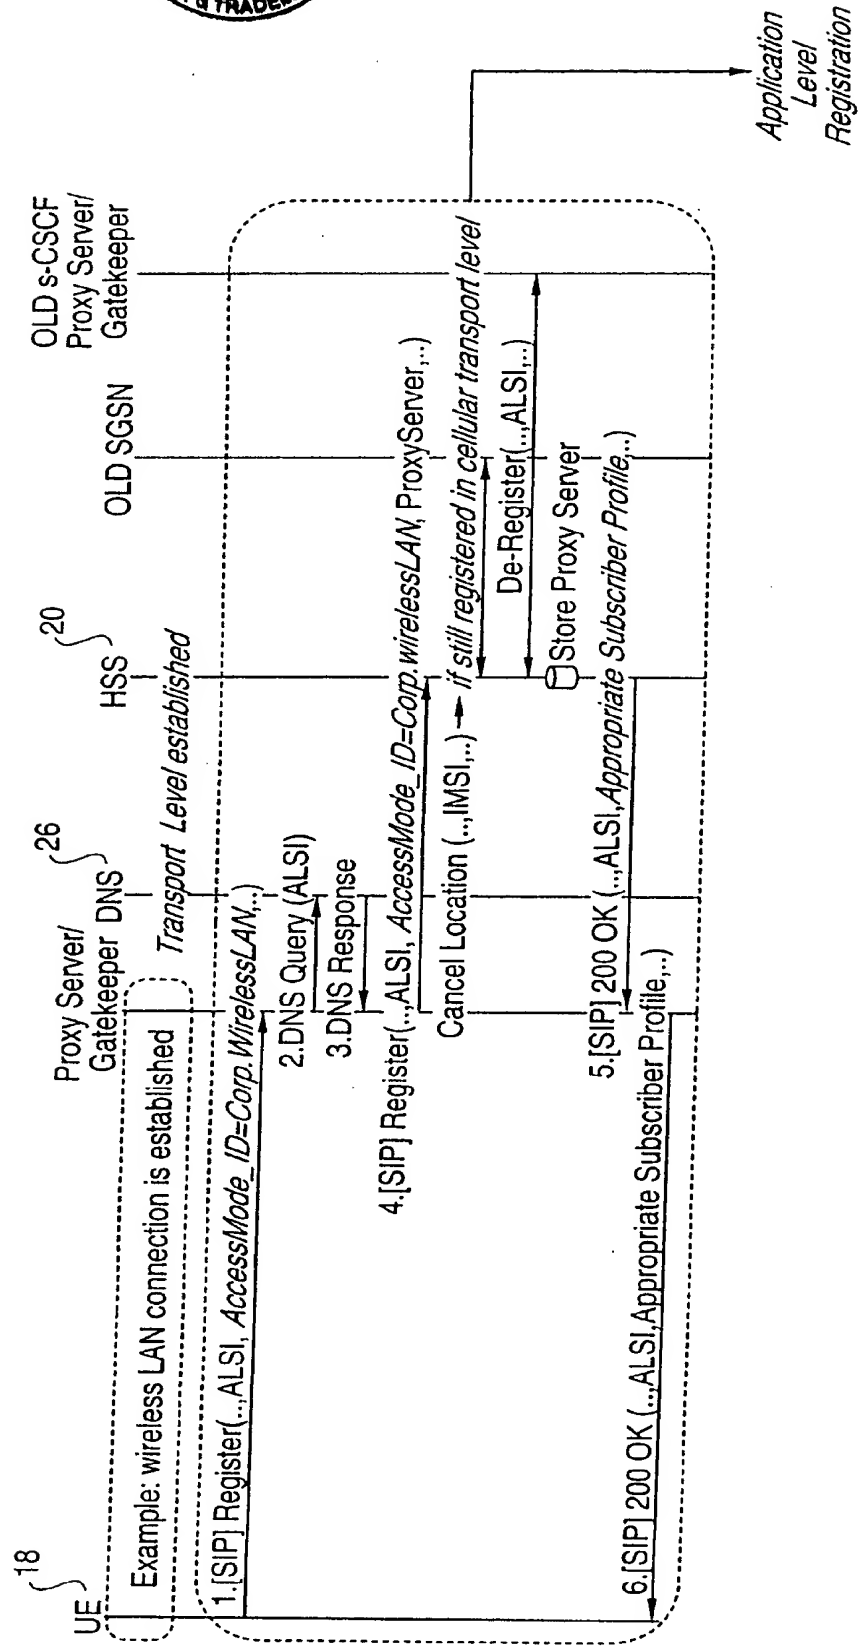 & TRADEM
18
UE
Proxy Server/
Gatekeeper
26
DNS
20
HSS
OLD SGSN
OLD s-CSCF
Proxy Server/
Gatekeeper
Example: wireless LAN connection is established
Transport Level established
1.[SIP] Register(..,ALSI, AccessMode_ID=Corp.WirelessLAN,..)
2.DNS Query (ALSI)
3.DNS Response
4.[SIP] Register(..,ALSI, AccessMode_ID=Corp.wirelessLAN, ProxyServer,..)
Cancel Location (..,IMSI,..) if still registered in cellular transport level
De-Register(..,ALSI,..)
Store Proxy Server
5.[SIP] 200 OK (..,ALSI,Appropriate Subscriber Profile,..)
6.[SIP] 200 OK (..,ALSI,Appropriate Subscriber Profile,..)
Application
Level
Registration